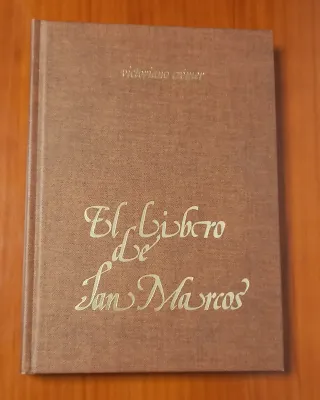 victoriano crémer
El Libro
de
San Marcos